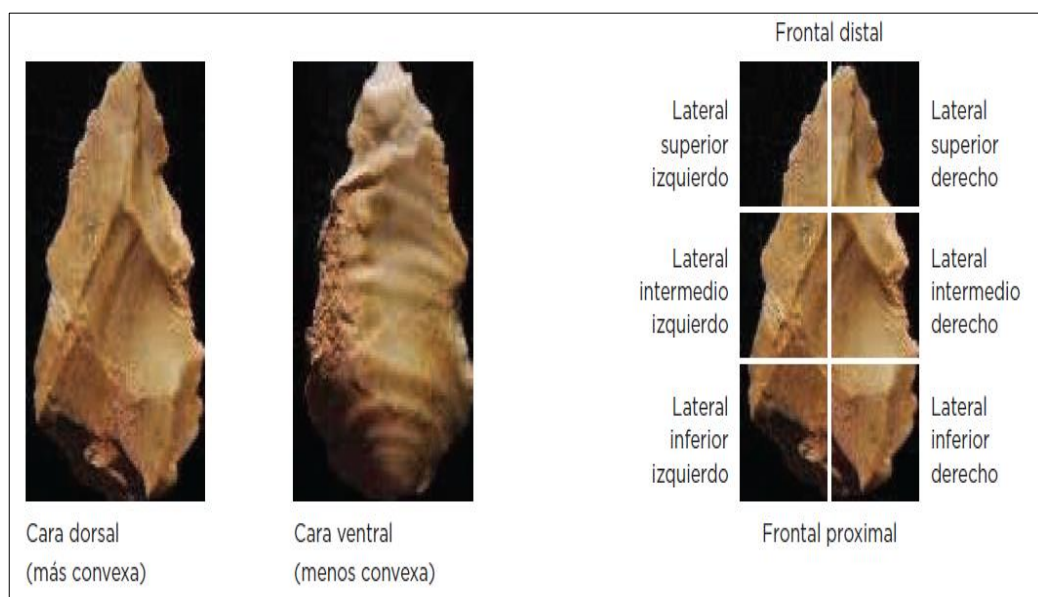 Cara dorsal
(más convexa)
Cara ventral
(menos convexa)
Frontal distal
Lateral
superior
izquierdo
Lateral
superior
derecho
Lateral
intermedio
izquierdo
Lateral
intermedio
derecho
Lateral
inferior
izquierdo
Lateral
inferior
derecho
Frontal proximal